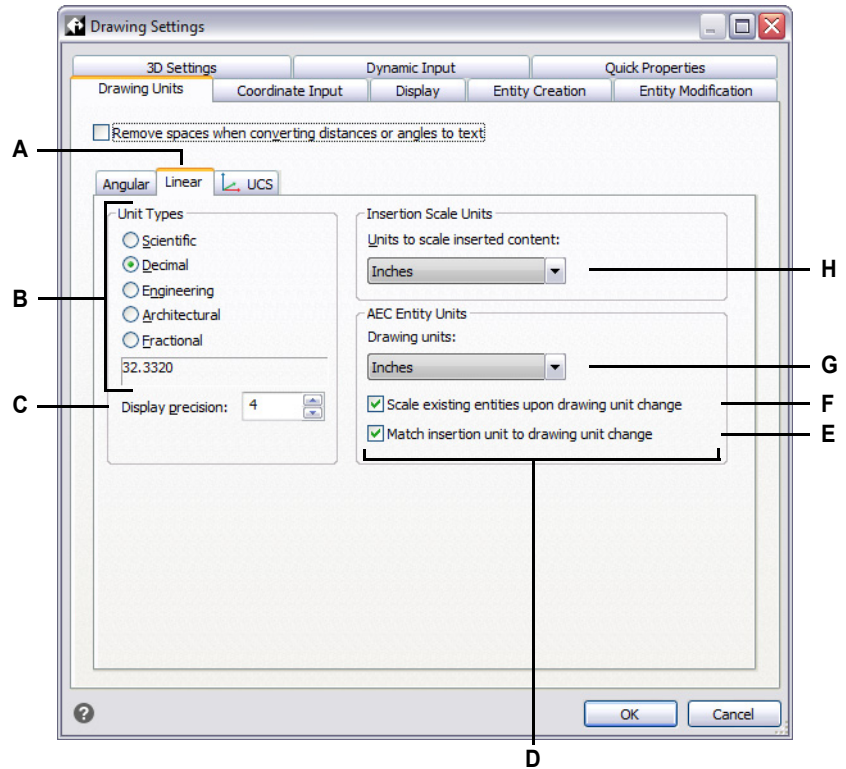 Drawing Settings
3D Settings
Dynamic Input
Quick Properties
Drawing Units
Coordinate Input
Display
Entity Creation
Entity Modification
Remove spaces when converting distances or angles to text
A
Angular
Linear
UCS
Unit Types
Scientific
Decimal
Engineering
Architectural
Fractional
32.3320
B
C
Display precision:
4
Insertion Scale Units
Units to scale inserted content:
Inches
H
AEC Entity Units
Drawing units:
Inches
G
Scale existing entities upon drawing unit change
F
Match insertion unit to drawing unit change
E
?
OK
Cancel
D